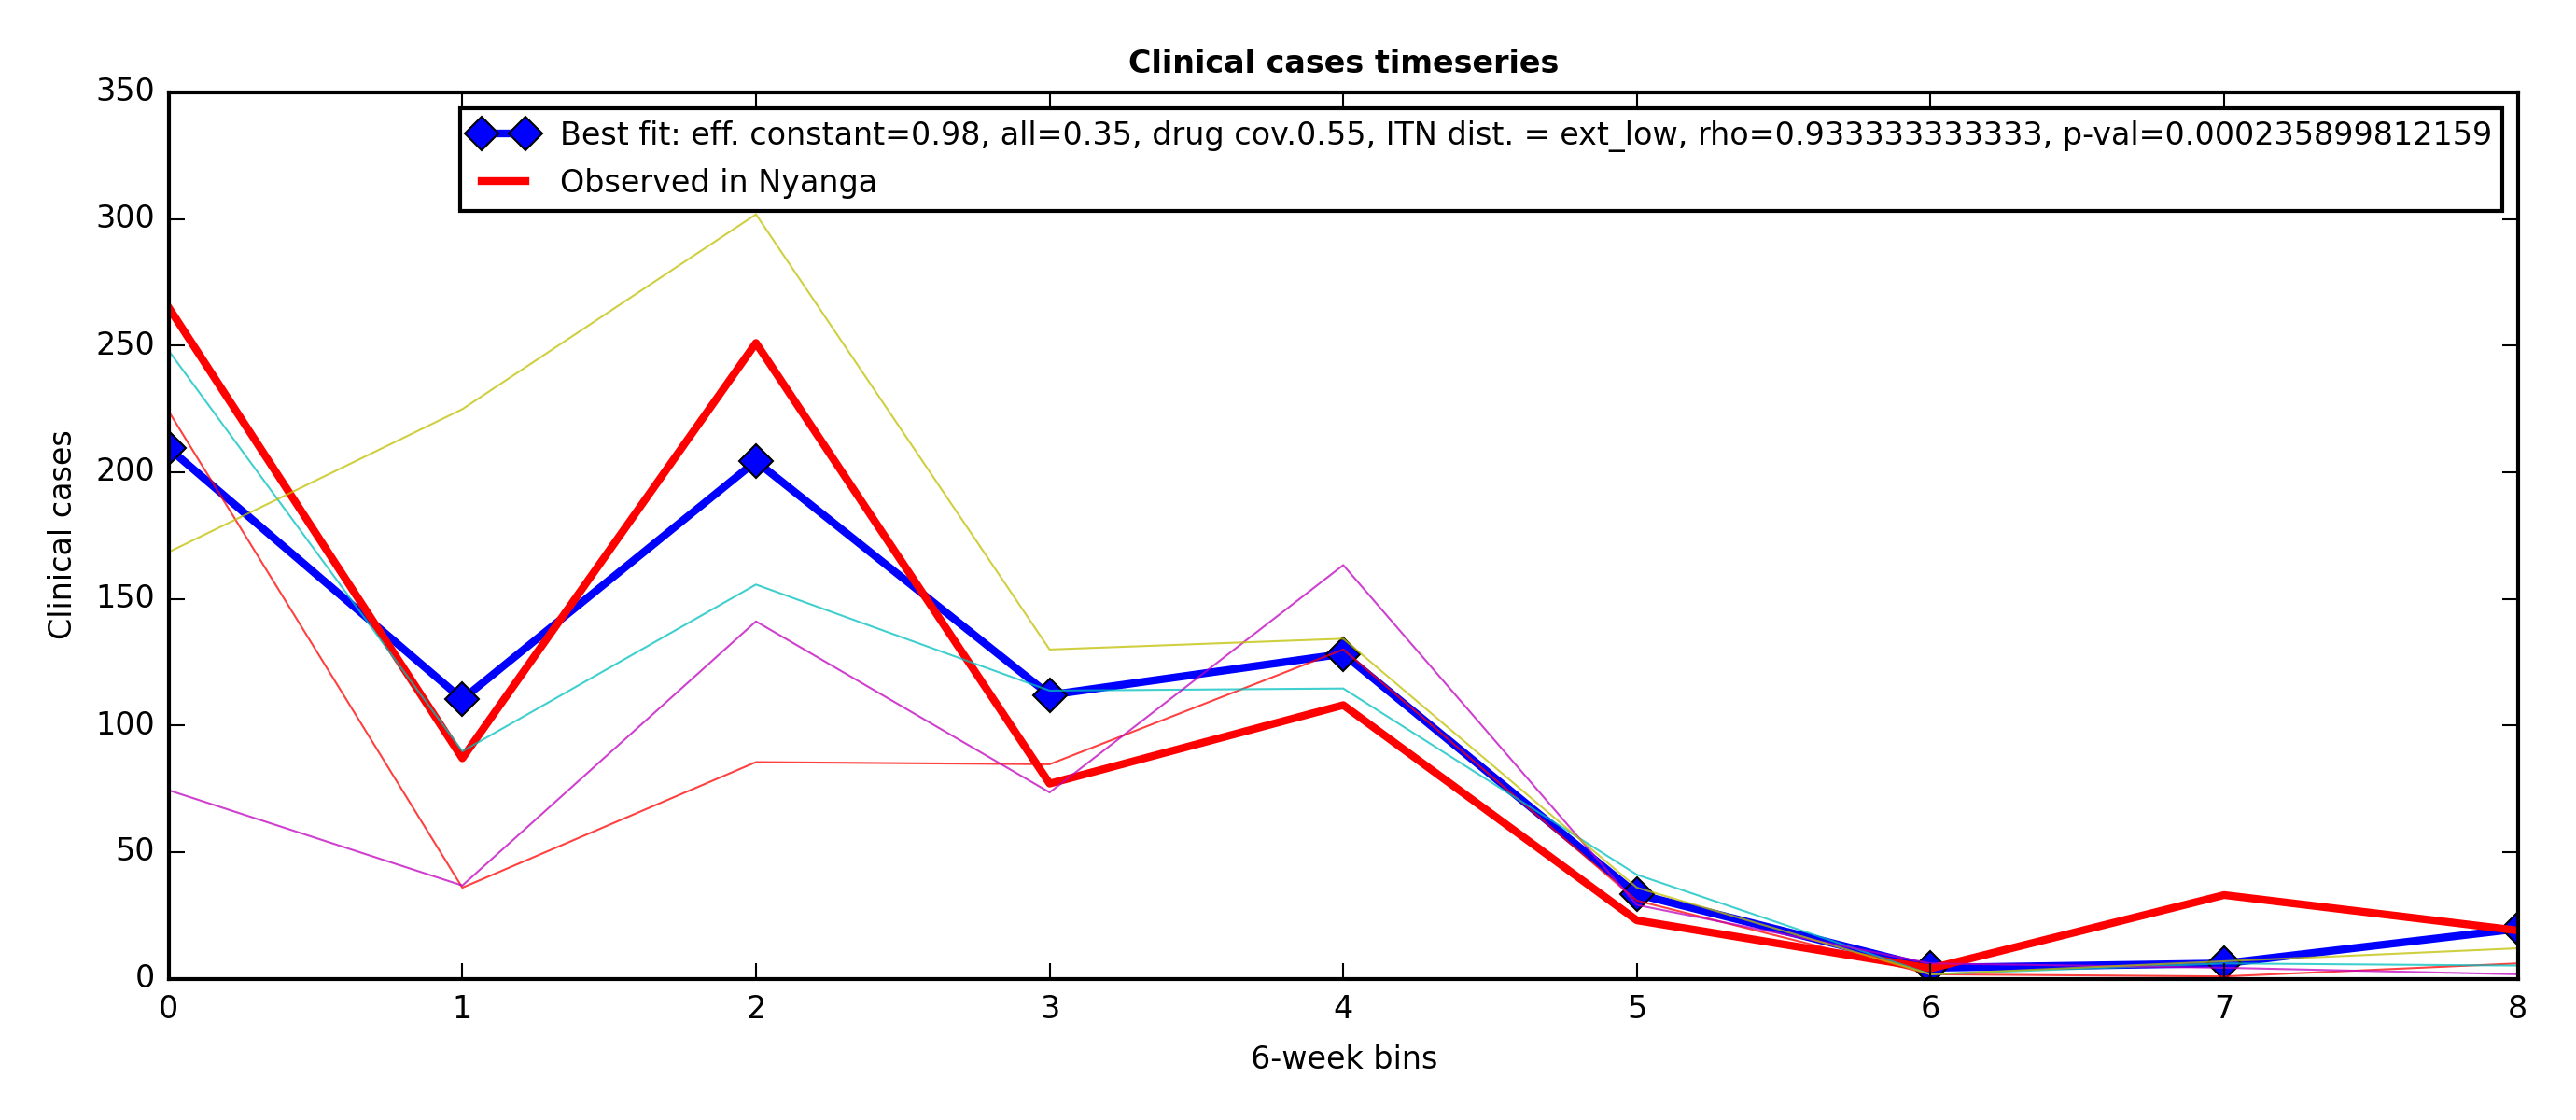 Clinical cases timeseries
Best fit: eff. constant=0.98, all=0.35, drug cov.0.55, ITN dist. = ext_low, rho=0.933333333333, p-val=0.000235899812159
Observed in Nyanga
350
300
250
200
150
100
50
0
Clinical cases
0 1 2 3 4 5 6 7 8
6-week bins